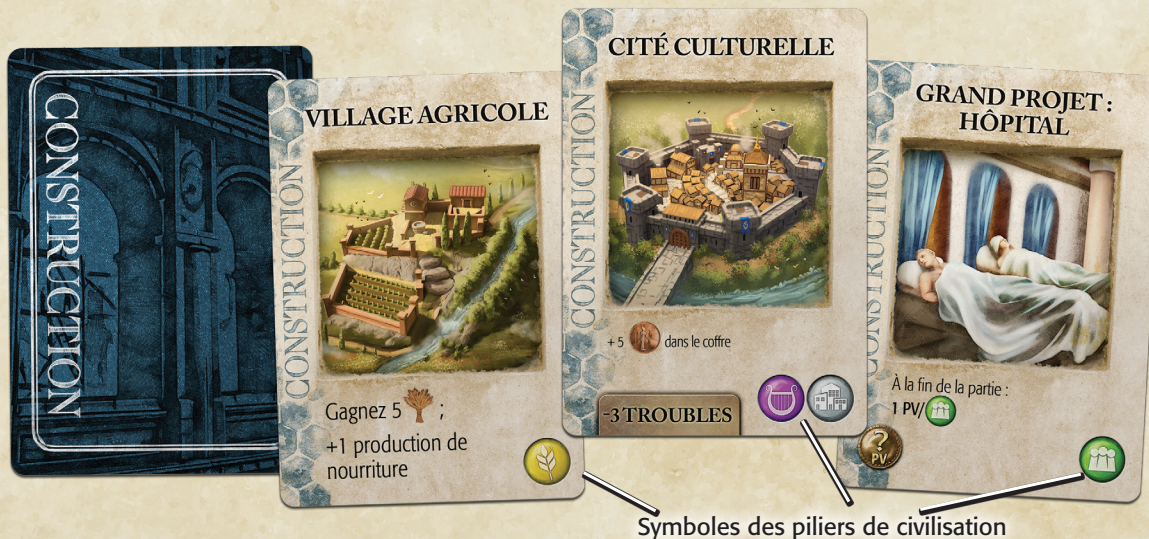 CONSTRUCTION
CONSTRUCTION
VILLAGE AGRICOLE
Gagnez 5 ;
+1 production de
nourriture
CONSTRUCTION
CITÉ CULTURELLE
+ 5 dans le coffre
-3 TROUBLES
CONSTRUCTION
GRAND PROJET :
HÔPITAL
À la fin de la partie :
1 PV/
?
PV
Symboles des piliers de civilisation